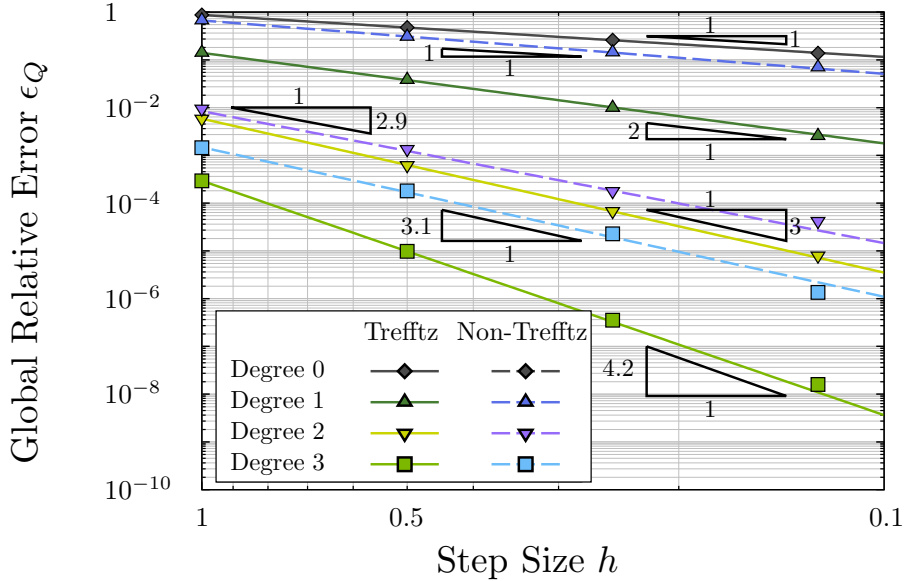 1
10^-2
10^-4
10^-6
10^-8
10^-10
Global Relative Error ϵ_Q
1
1
1
1
1
2.9
2
1
3.1
1
1
3
4.2
1
Trefftz Non-Trefftz
Degree 0
Degree 1
Degree 2
Degree 3
1 0.5 0.1
Step Size h